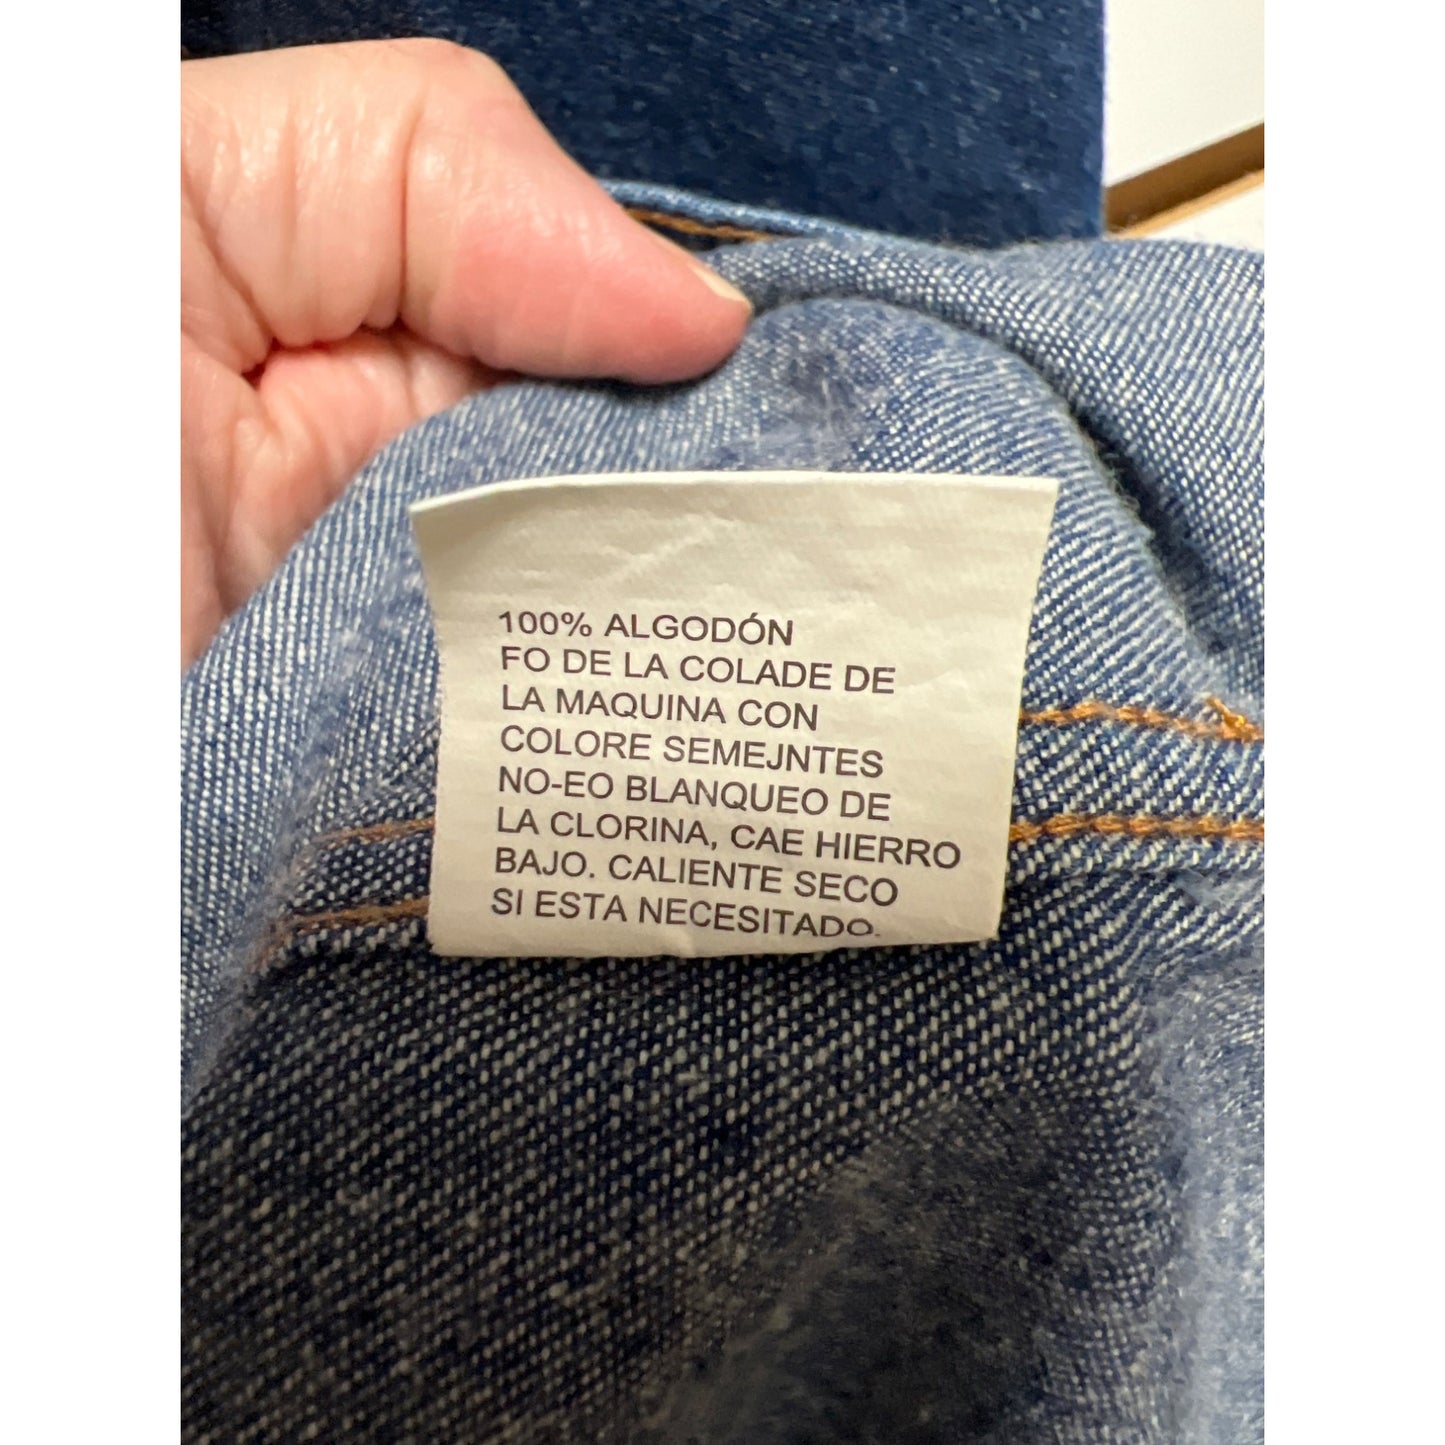 100% ALGODÓN
FO DE LA COLADE DE
LA MAQUINA CON
COLORE SEMEJNTES
NO-EO BLANQUEO DE
LA CLORINA, CAE HIERRO
BAJO. CALIENTE SECO
SI ESTA NECESITADO.